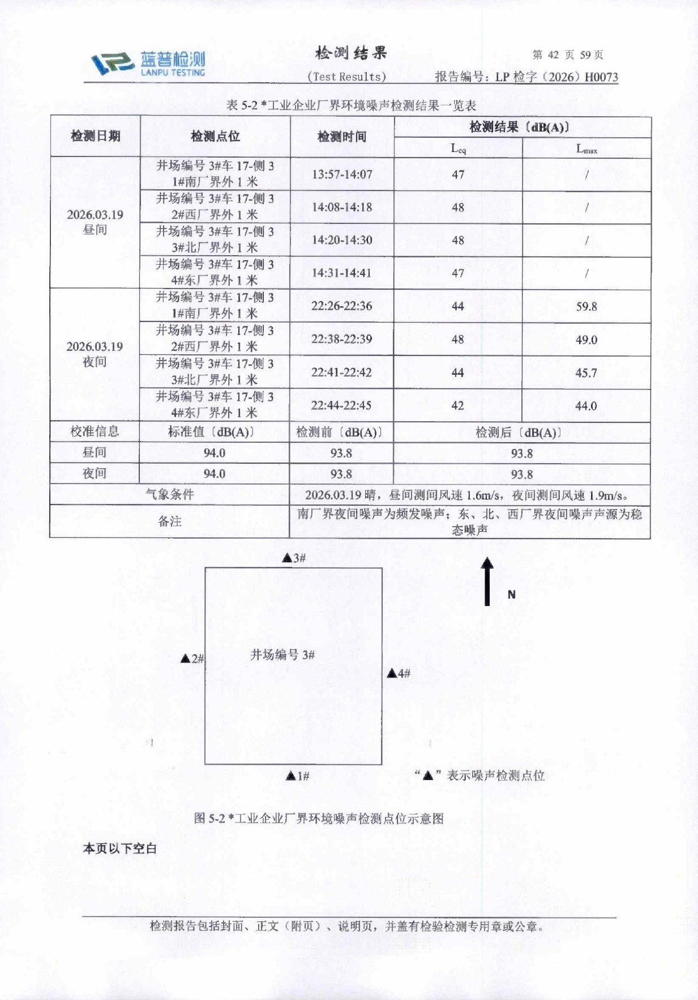 蓝普检测
LANPU TESTING
检测结果
(Test Results)
第 42 页 59 页
报告编号：LP 检字（2026）H0073
表 5-2 *工业企业厂界环境噪声检测结果一览表
检测日期 检测点位 检测时间 检测结果〔dB(A)〕
Leq Lmax
2026.03.19
昼间
井场编号 3#车 17-侧 3
1#南厂界外 1 米
13:57-14:07 47 /
井场编号 3#车 17-侧 3
2#西厂界外 1 米
14:08-14:18 48 /
井场编号 3#车 17-侧 3
3#北厂界外 1 米
14:20-14:30 48 /
井场编号 3#车 17-侧 3
4#东厂界外 1 米
14:31-14:41 47 /
2026.03.19
夜间
井场编号 3#车 17-侧 3
1#南厂界外 1 米
22:26-22:36 44 59.8
井场编号 3#车 17-侧 3
2#西厂界外 1 米
22:38-22:39 48 49.0
井场编号 3#车 17-侧 3
3#北厂界外 1 米
22:41-22:42 44 45.7
井场编号 3#车 17-侧 3
4#东厂界外 1 米
22:44-22:45 42 44.0
校准信息 标准值〔dB(A)〕 检测前〔dB(A)〕 检测后〔dB(A)〕
昼间 94.0 93.8 93.8
夜间 94.0 93.8 93.8
气象条件 2026.03.19 晴，昼间测间风速 1.6m/s，夜间测间风速 1.9m/s。
备注 南厂界夜间噪声为频发噪声；东、北、西厂界夜间噪声声源为稳
态噪声
▲3#
N
▲2#
井场编号 3#
▲4#
▲1#
“▲”表示噪声检测点位
图 5-2 *工业企业厂界环境噪声检测点位示意图
本页以下空白
检测报告包括封面、正文（附页）、说明页，并盖有检验检测专用章或公章。